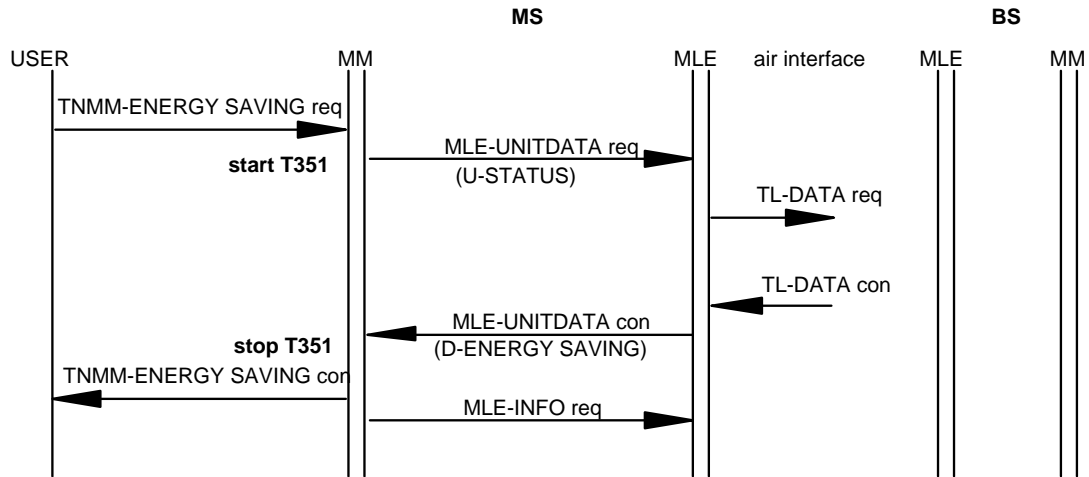 MS BS
USER MM MLE air interface MLE MM
TNMM-ENERGY SAVING req
start T351
MLE-UNITDATA req
(U-STATUS)
TL-DATA req
TL-DATA con
MLE-UNITDATA con
(D-ENERGY SAVING)
stop T351
TNMM-ENERGY SAVING con
MLE-INFO req